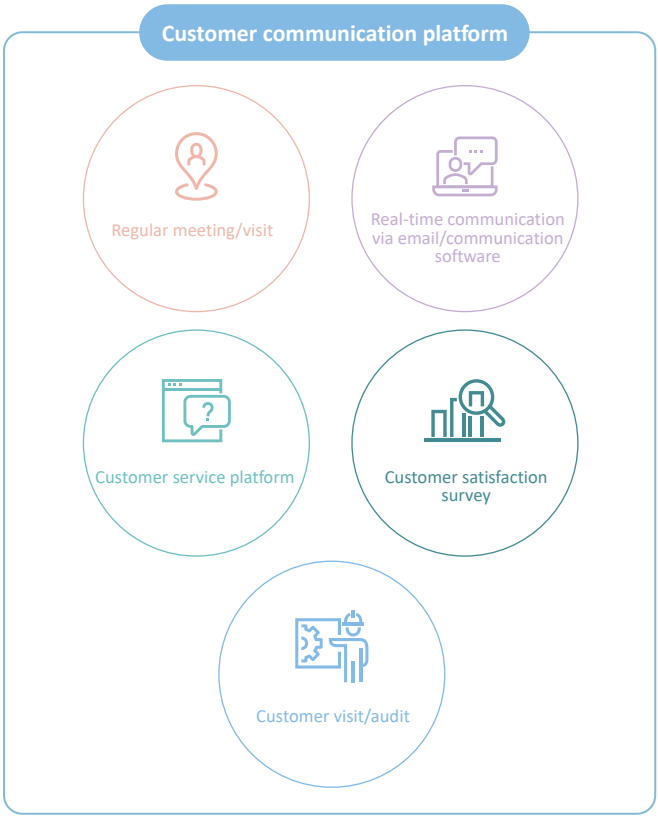 Customer communication platform
Regular meeting/visit
Real-time communication
via email/communication
software
Customer service platform
?
Customer satisfaction
survey
Customer visit/audit